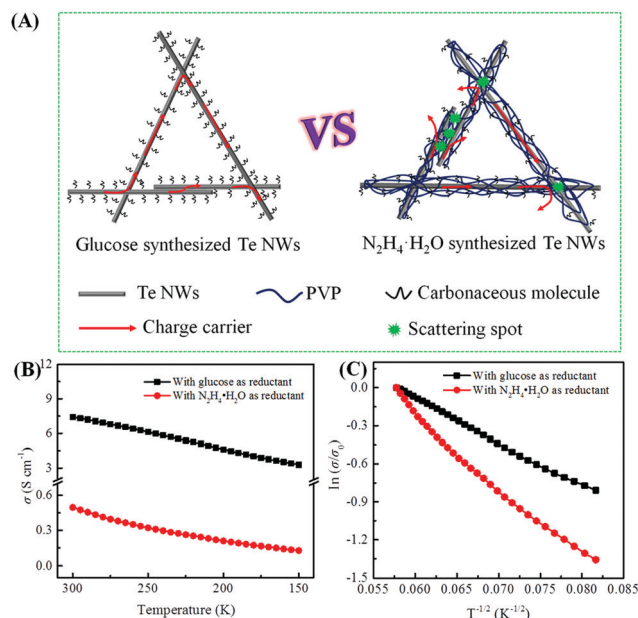 (A)
VS
Glucose synthesized Te NWs
N₂H₄·H₂O synthesized Te NWs
Te NWs
PVP
Carbonaceous molecule
Charge carrier
Scattering spot
(B)
12
9
6
3
0.6
0.3
0.0
σ (S cm⁻¹)
With glucose as reductant
With N₂H₄•H₂O as reductant
300
250
200
150
Temperature (K)
(C)
0.0
-0.3
-0.6
-0.9
-1.2
-1.5
ln (σ/σ₀)
With glucose as reductant
With N₂H₄•H₂O as reductant
0.055
0.060
0.065
0.070
0.075
0.080
0.085
T⁻¹/² (K⁻¹/²)